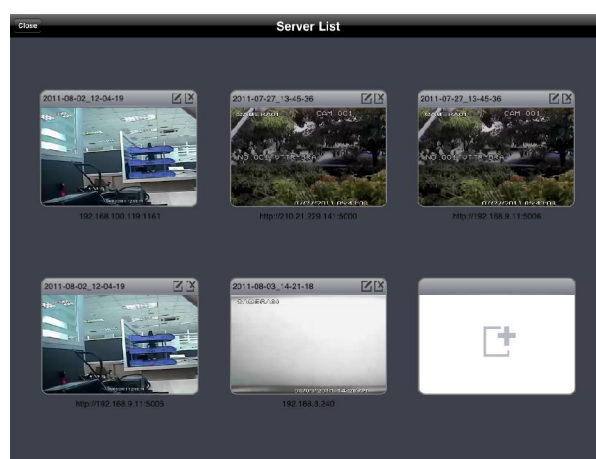 Close
Server List
2011-08-02_12-04-19
2011-07-27_13-45-36
2011-07-27_13-45-36
CAM 001
CAM 001
192.168.100.119:1161
http://210.21.229.141:5000
http://192.168.9.11:5006
2011-08-02_12-04-19
2011-08-03_14-21-18
http://192.168.9.11:5005
192.168.3.240